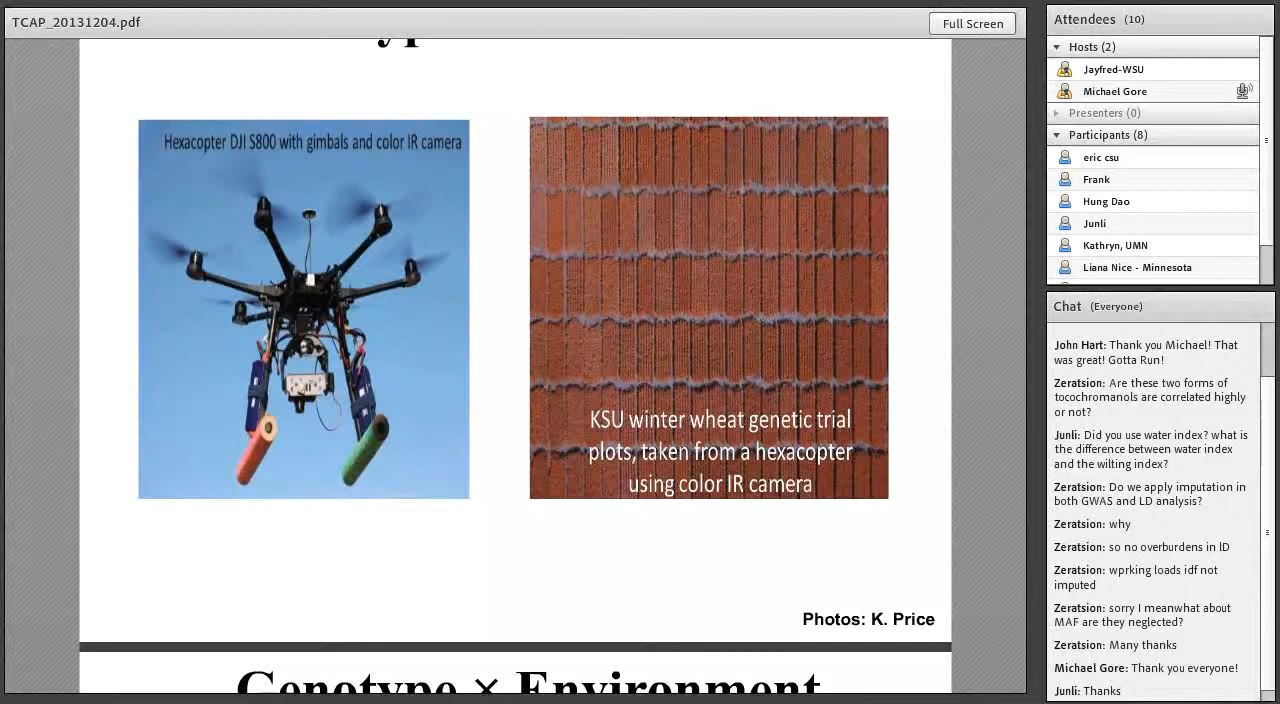 TCAP_20131204.pdf
Full Screen
Hexacopter DJI S800 with gimbals and color IR camera
KSU winter wheat genetic trial
plots, taken from a hexacopter
using color IR camera
Photos: K. Price
Genotype × Environment
Attendees (10)
Hosts (2)
Jayfred-WSU
Michael Gore
Presenters (0)
Participants (8)
eric csu
Frank
Hung Dao
Junli
Kathryn, UMN
Liana Nice - Minnesota
Chat (Everyone)
John Hart: Thank you Michael! That
was great! Gotta Run!
Zeratsion: Are these two forms of
tocochromanols are correlated highly
or not?
Junli: Did you use water index? what is
the difference between water index
and the wilting index?
Zeratsion: Do we apply imputation in
both GWAS and LD analysis?
Zeratsion: why
Zeratsion: so no overburdens in lD
Zeratsion: wprking loads idf not
imputed
Zeratsion: sorry I meanwhat about
MAF are they neglected?
Zeratsion: Many thanks
Michael Gore: Thank you everyone!
Junli: Thanks